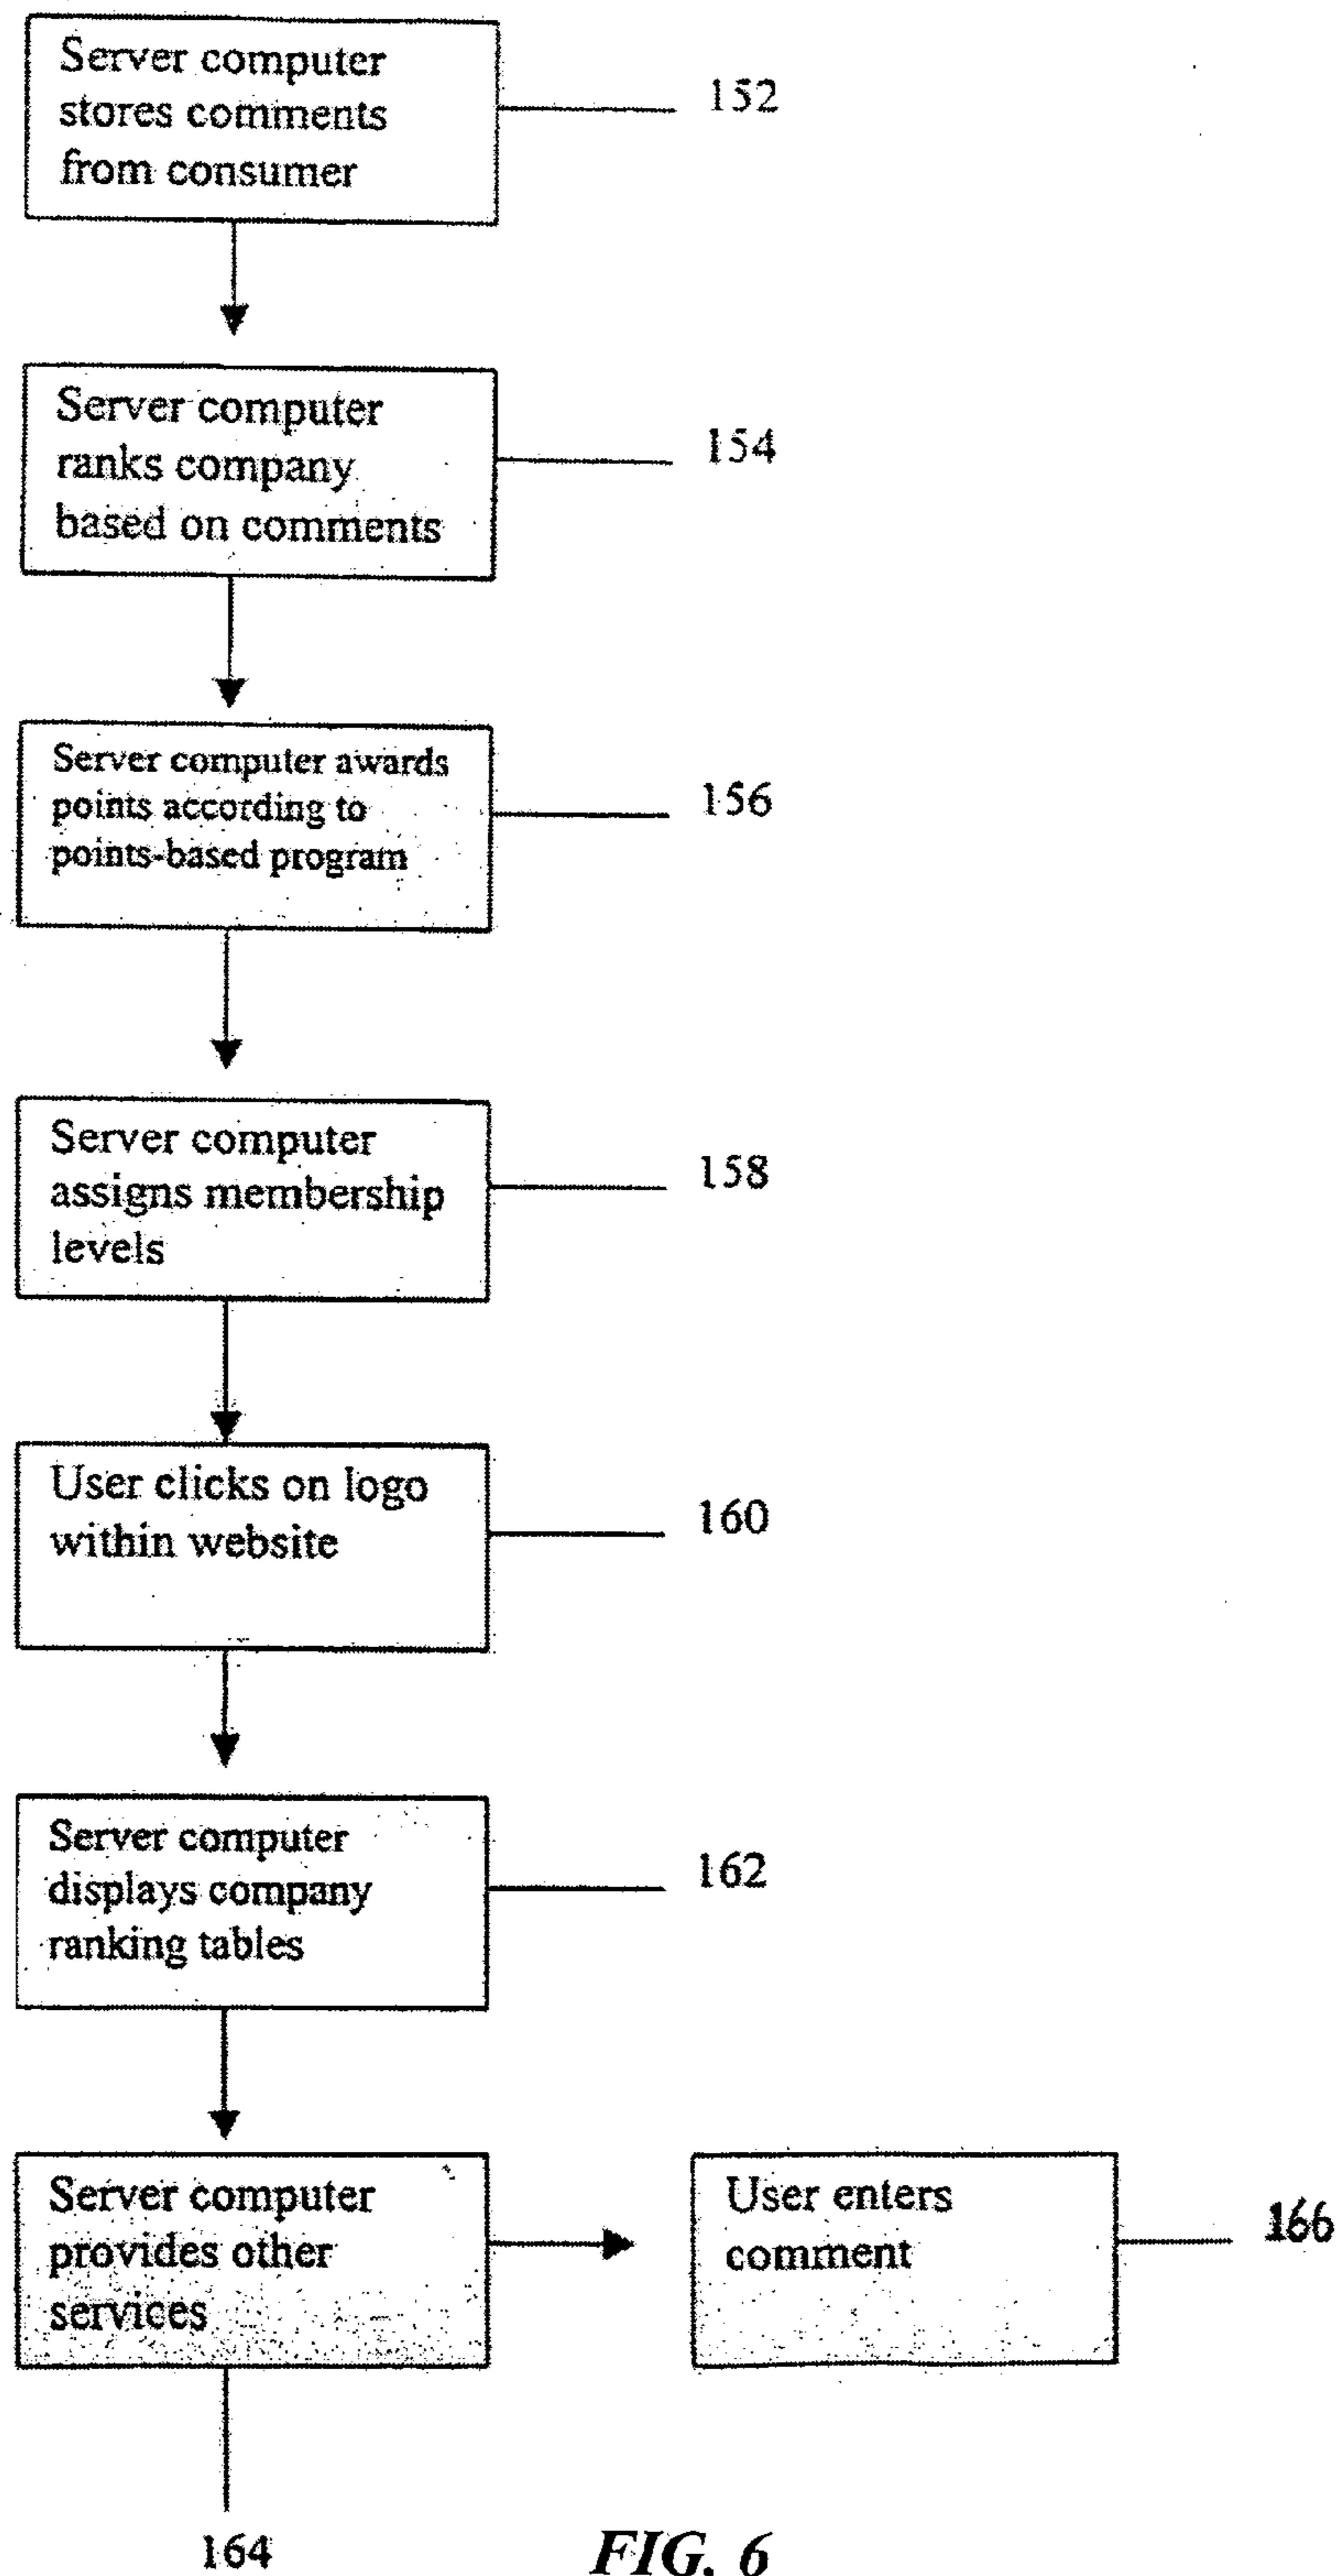 Server computer
stores comments
from consumer
152
Server computer
ranks company
based on comments
154
Server computer awards
points according to
points-based program
156
Server computer
assigns membership
levels
158
User clicks on logo
within website
160
Server computer
displays company
ranking tables
162
Server computer
provides other
services
User enters
comment
166
164
FIG. 6